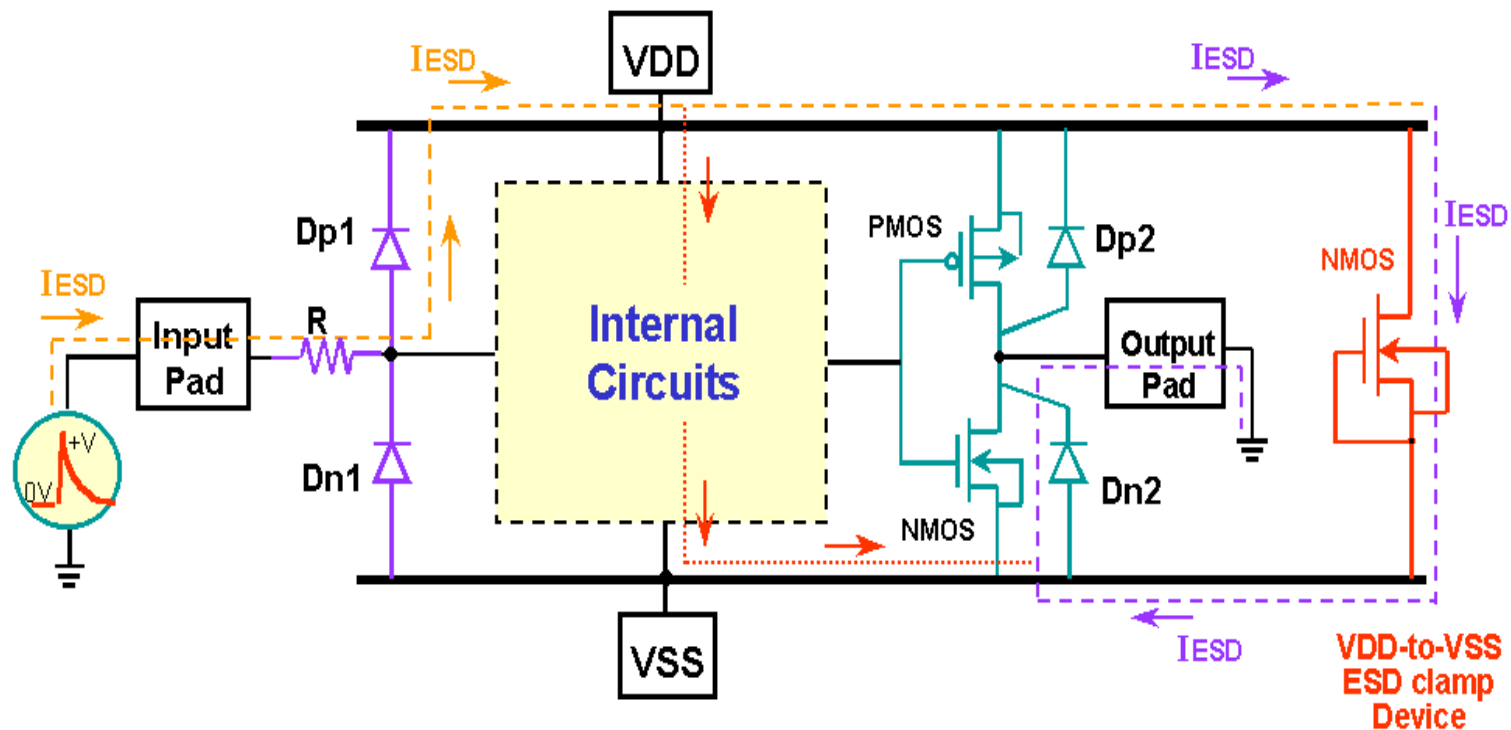 IESD
VDD
IESD
IESD
Dp1
PMOS
Dp2
NMOS
IESD
Input
Pad
R
Internal
Circuits
Output
Pad
+V
0V
Dn1
Dn2
NMOS
IESD
VSS
VDD-to-VSS
ESD clamp
Device